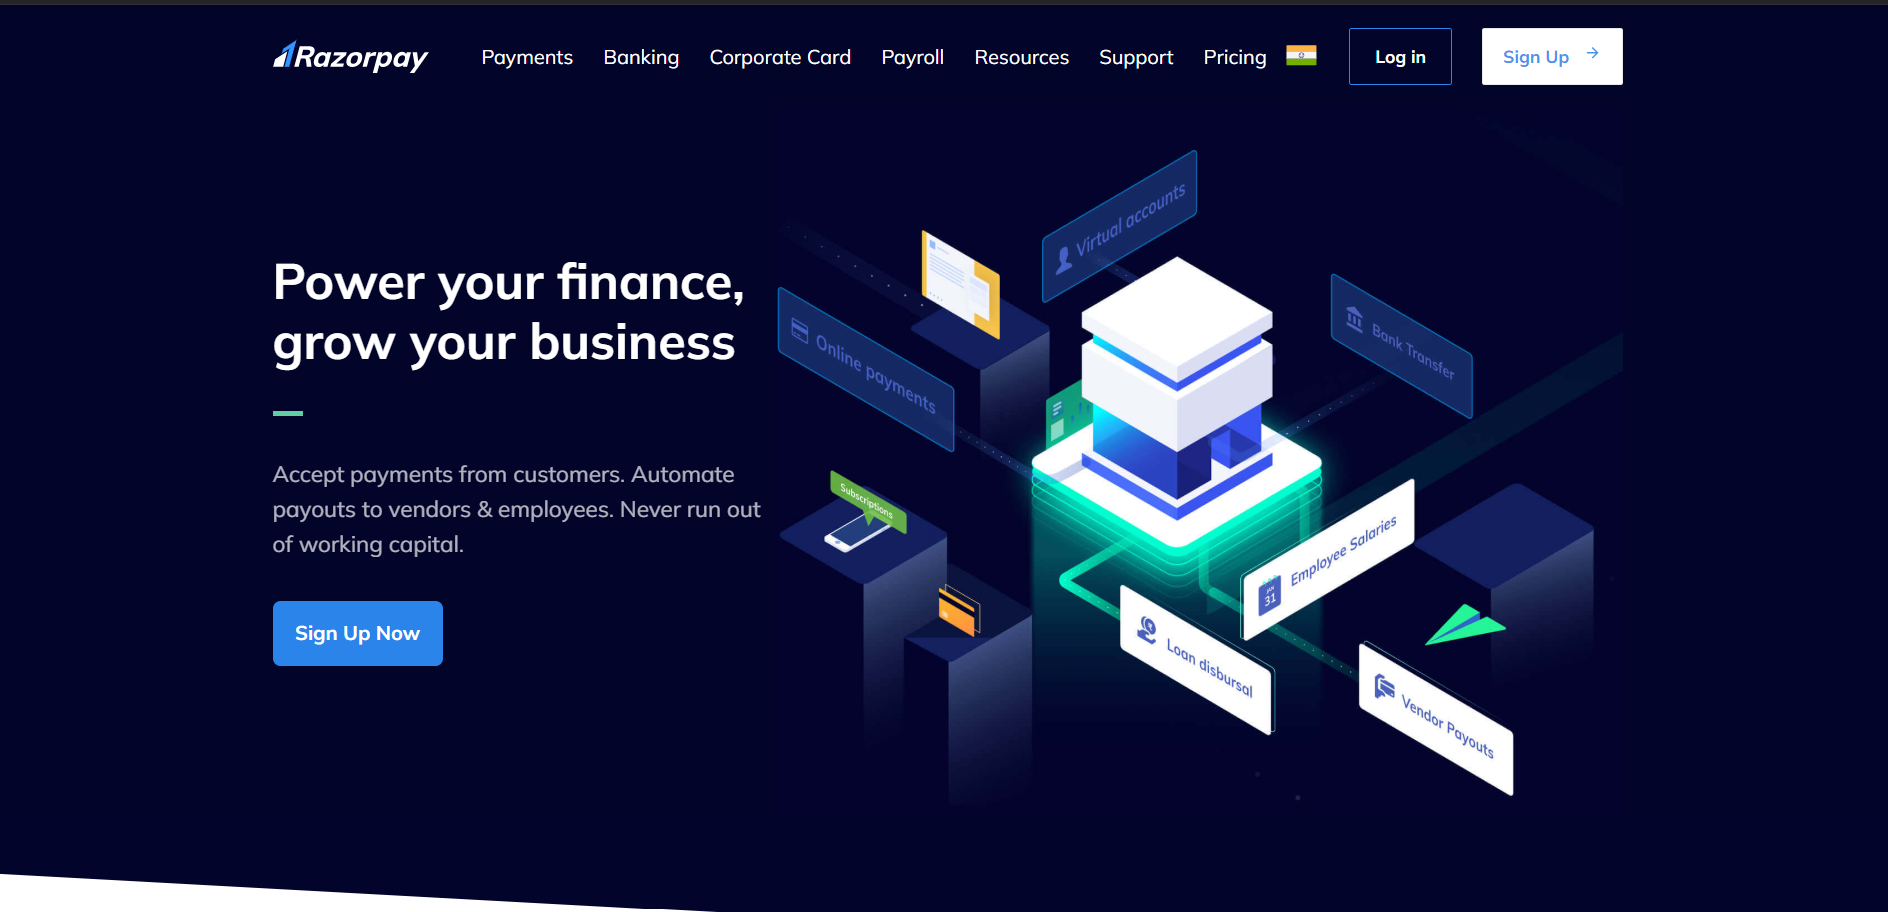 Razorpay
Payments Banking Corporate Card Payroll Resources Support Pricing
Log in
Sign Up
Power your finance,
grow your business
Accept payments from customers. Automate
payouts to vendors & employees. Never run out
of working capital.
Sign Up Now
Virtual accounts
Online payments
Bank Transfer
Subscriptions
JAN
31
Employee Salaries
Loan disbursal
Vendor Payouts